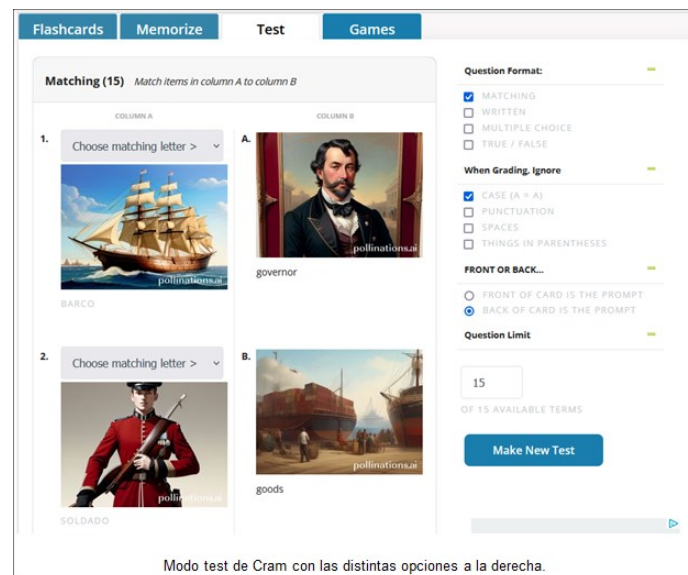 Flashcards
Memorize
Test
Games
Matching (15) Match items in column A to column B
COLUMN A
COLUMN B
1.
Choose matching letter >
pollinations.ai
BARCO
A.
pollinations.ai
governor
2.
Choose matching letter >
pollinations.ai
SOLDADO
B.
pollinations.ai
goods
Question Format:
MATCHING
WRITTEN
MULTIPLE CHOICE
TRUE / FALSE
When Grading, Ignore
CASE (A = A)
PUNCTUATION
SPACES
THINGS IN PARENTHESES
FRONT OR BACK...
FRONT OF CARD IS THE PROMPT
BACK OF CARD IS THE PROMPT
Question Limit
15
OF 15 AVAILABLE TERMS
Make New Test
Modo test de Cram con las distintas opciones a la derecha.